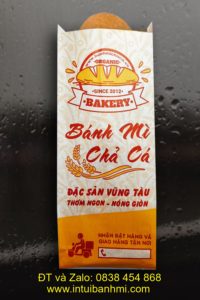 ORGANIC
SINCE 2012
BAKERY
Bánh Mì
Chả Cá
ĐẶC SẢN VÙNG TÀU
THƠM NGON - NÓNG GIÒN
NHẬN ĐẶT HÀNG VÀ
GIAO HÀNG TẬN NƠI
ĐT và Zalo: 0838 454 868
www.intuibanhmi.com